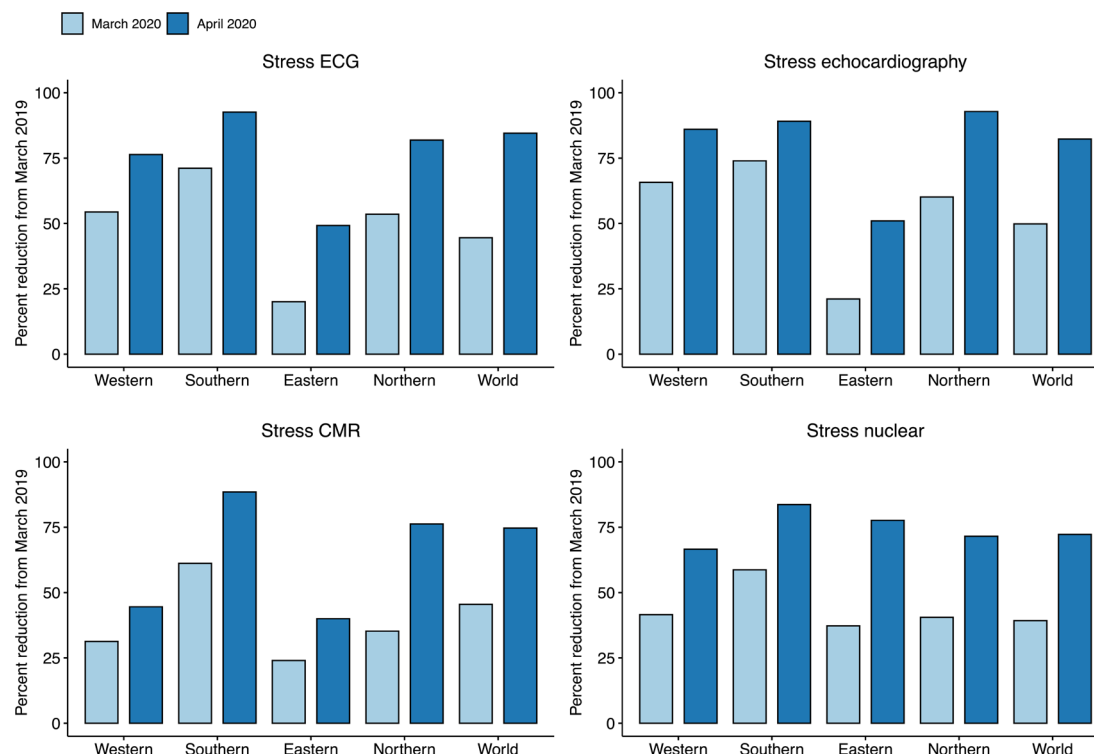 March 2020 April 2020
Stress ECG
Percent reduction from March 2019
100
75
50
25
0
Western Southern Eastern Northern World
Stress echocardiography
Percent reduction from March 2019
100
75
50
25
0
Western Southern Eastern Northern World
Stress CMR
Percent reduction from March 2019
100
75
50
25
0
Western Southern Eastern Northern World
Stress nuclear
Percent reduction from March 2019
100
75
50
25
0
Western Southern Eastern Northern World